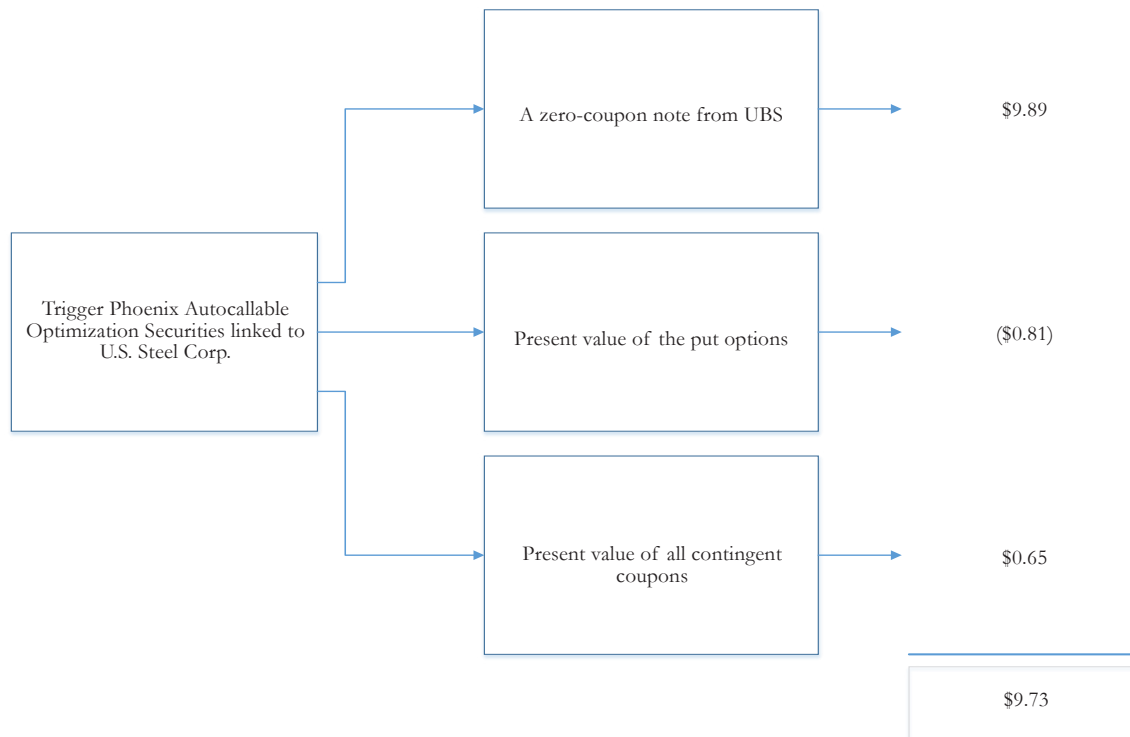 A zero-coupon note from UBS
$9.89
Trigger Phoenix Autocallable
Optimization Securities linked to
U.S. Steel Corp.
Present value of the put options
($0.81)
Present value of all contingent
coupons
$0.65
$9.73